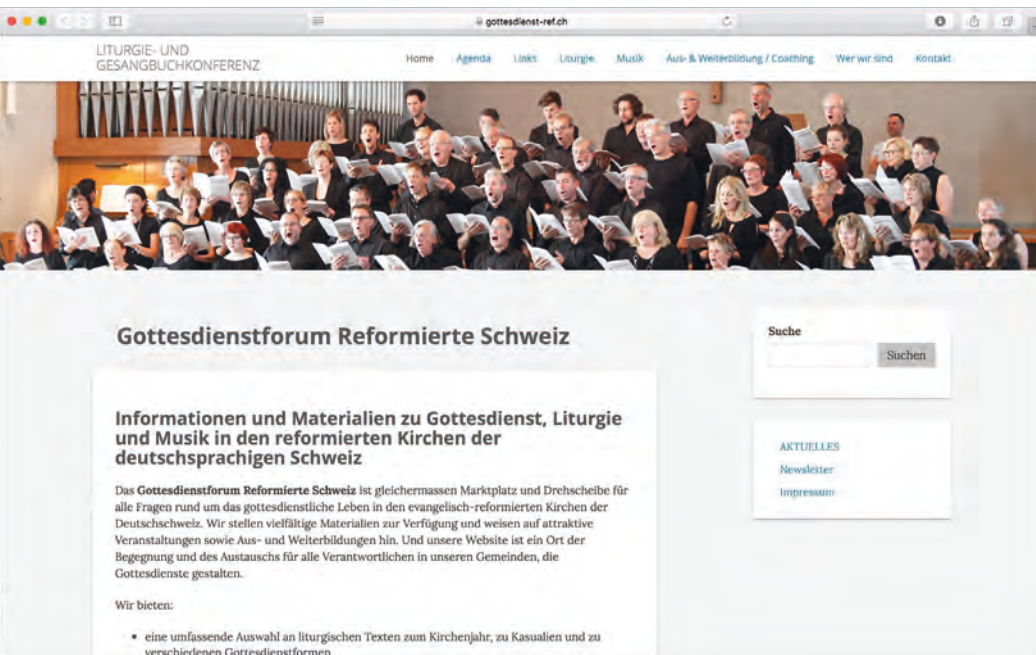 gottesdienst-ref.ch
LITURGIE- UND
GESANGBUCHKONFERENZ
Home Agenda Links Liturgie Musik Aus- & Weiterbildung / Coaching Wer wir sind Kontakt
Gottesdienstforum Reformierte Schweiz
Informationen und Materialien zu Gottesdienst, Liturgie
und Musik in den reformierten Kirchen der
deutschsprachigen Schweiz
Das Gottesdienstforum Reformierte Schweiz ist gleichermassen Marktplatz und Drehscheibe für
alle Fragen rund um das gottesdienstliche Leben in den evangelisch-reformierten Kirchen der
Deutschschweiz. Wir stellen vielfältige Materialien zur Verfügung und weisen auf attraktive
Veranstaltungen sowie Aus- und Weiterbildungen hin. Und unsere Website ist ein Ort der
Begegnung und des Austauschs für alle Verantwortlichen in unseren Gemeinden, die
Gottesdienste gestalten.
Wir bieten:
• eine umfassende Auswahl an liturgischen Texten zum Kirchenjahr, zu Kasualien und zu
verschiedenen Gottesdienstformen
Suche
Suchen
AKTUELLES
Newsletter
Impressum